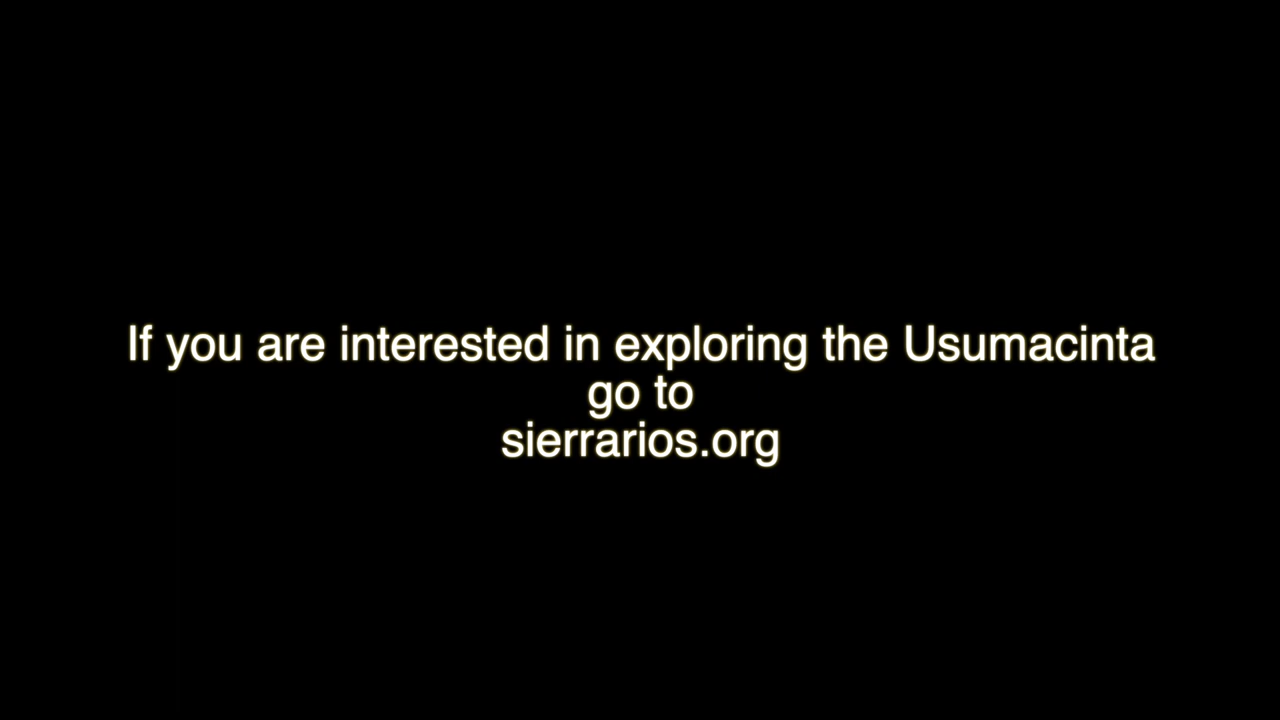 If you are interested in exploring the Usumacinta
go to
sierrarios.org